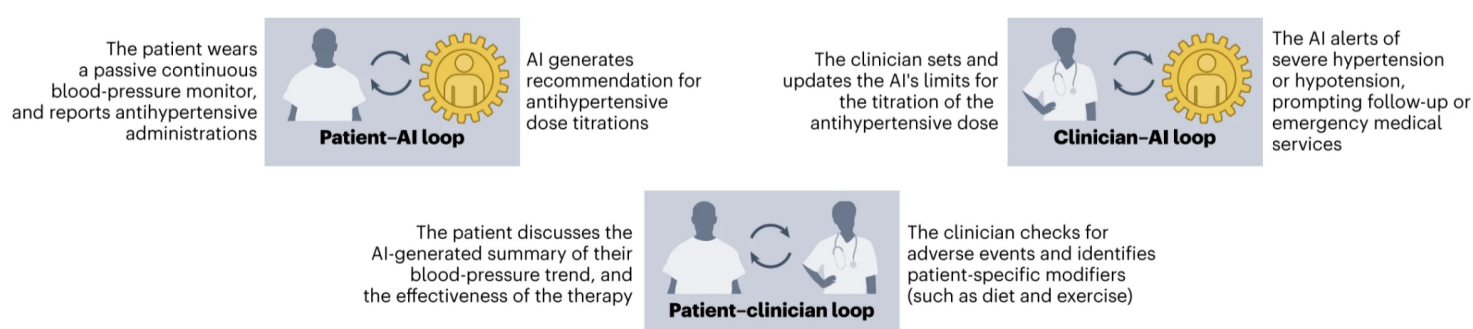 The patient wears
a passive continuous
blood-pressure monitor,
and reports antihypertensive
administrations
Patient–AI loop
AI generates
recommendation for
antihypertensive
dose titrations
The clinician sets and
updates the AI's limits for
the titration of the
antihypertensive dose
Clinician–AI loop
The AI alerts of
severe hypertension
or hypotension,
prompting follow-up or
emergency medical
services
The patient discusses the
AI-generated summary of their
blood-pressure trend, and
the effectiveness of the therapy
Patient–clinician loop
The clinician checks for
adverse events and identifies
patient-specific modifiers
(such as diet and exercise)